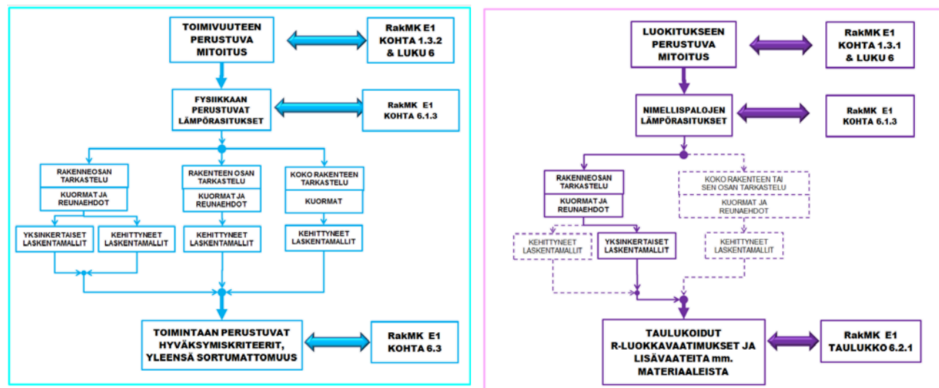 TOIMIVUUTEEN
PERUSTUVA
MITOITUS
RakMK E1
KOHTA 1.3.2
& LUKU 6
FYSIIKKAAN
PERUSTUVAT
LÄMPÖRASITUKSET
RakMK E1
KOHTA 6.1.3
RAKENNEOSAN
TARKASTELU
KUORMAT JA
REUNAEHDOT
RAKENTEEN OSAN
TARKASTELU
KUORMAT JA
REUNAEHDOT
KOKO RAKENTEEN
TARKASTELU
KUORMAT
YKSINKERTAISET
LASKENTAMALLIT
KEHITTYNEET
LASKENTAMALLIT
KEHITTYNEET
LASKENTAMALLIT
KEHITTYNEET
LASKENTAMALLIT
TOIMINTAAN PERUSTUVAT
HYVÄKSYMISKRITEERIT,
YLEENSÄ SORTUMATTOMUUS
RakMK E1
KOHTA 6.3
LUOKITUKSEEN
PERUSTUVA
MITOITUS
RakMK E1
KOHTA 1.3.1
& LUKU 6
NIMELLISPALOJEN
LÄMPÖRASITUKSET
RakMK E1
KOHTA 6.1.3
RAKENNEOSAN
TARKASTELU
KUORMAT JA
REUNAEHDOT
KOKO RAKENTEEN TAI
SEN OSAN TARKASTELU
KUORMAT JA
REUNAEHDOT
KEHITTYNEET
LASKENTAMALLIT
YKSINKERTAISET
LASKENTAMALLIT
KEHITTYNEET
LASKENTAMALLIT
TAULUKOIDUT
R-LUOKKAVAATIMUKSET JA
LISÄVAATEITA mm.
MATERIAALEISTA
RakMK E1
TAULUKKO 6.2.1